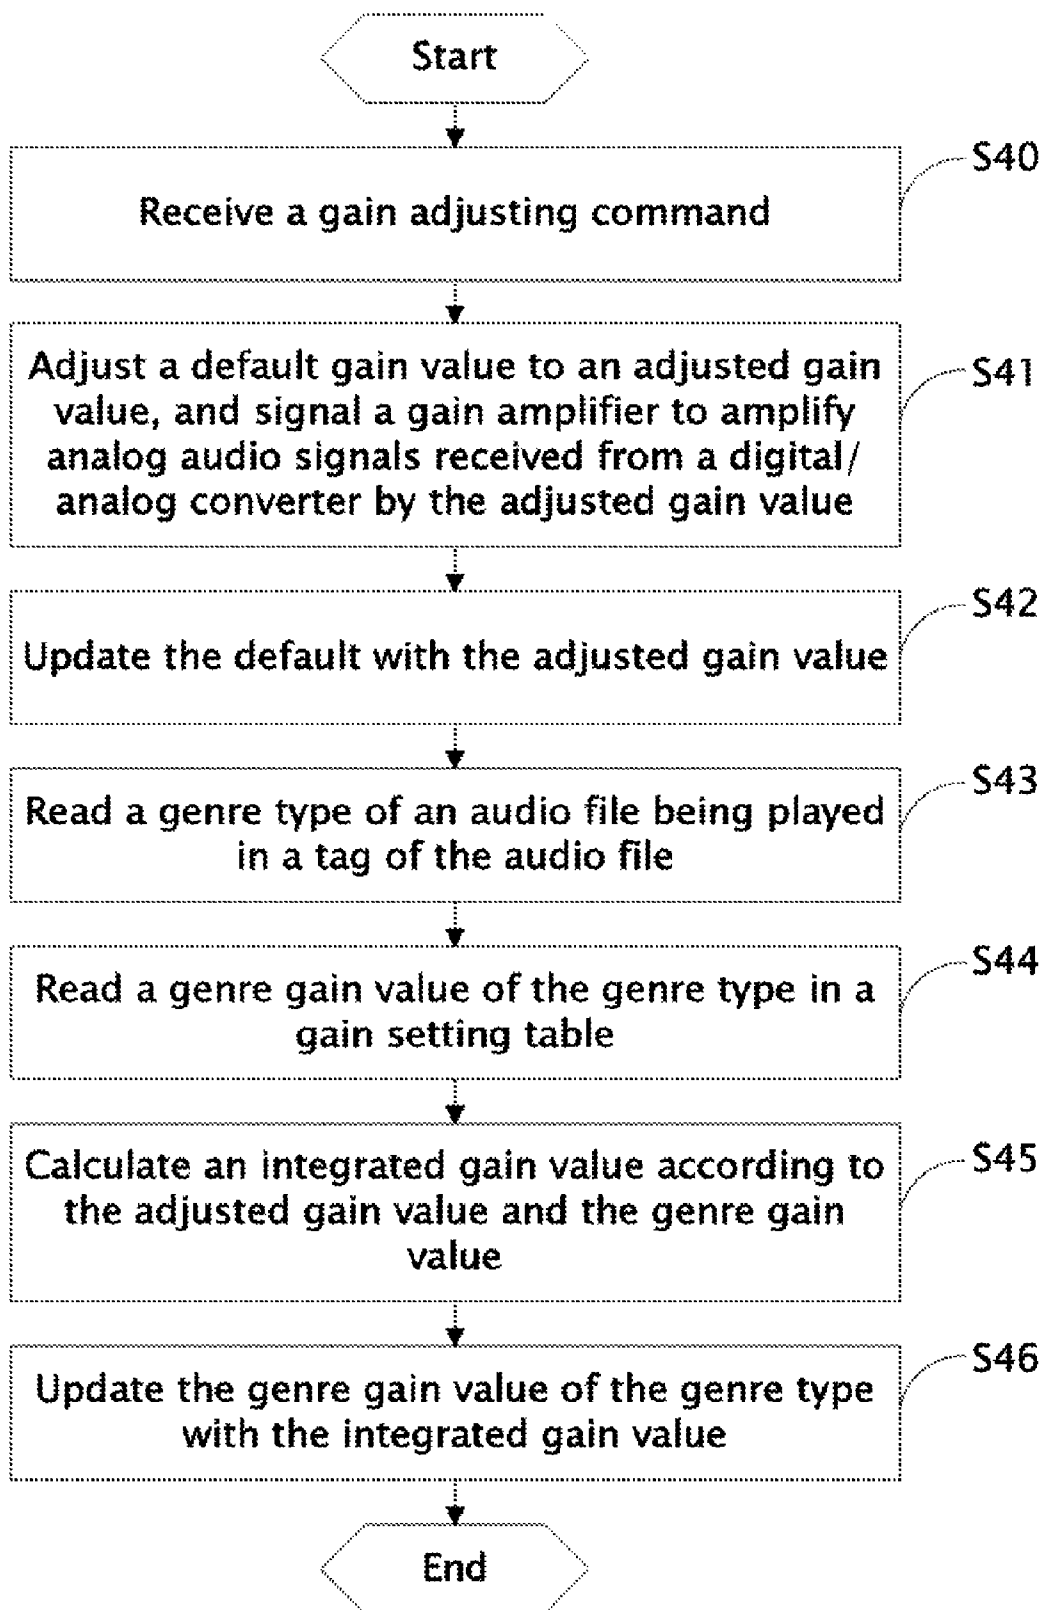 Start
S40
Receive a gain adjusting command
S41
Adjust a default gain value to an adjusted gain
value, and signal a gain amplifier to amplify
analog audio signals received from a digital/
analog converter by the adjusted gain value
S42
Update the default with the adjusted gain value
S43
Read a genre type of an audio file being played
in a tag of the audio file
S44
Read a genre gain value of the genre type in a
gain setting table
S45
Calculate an integrated gain value according to
the adjusted gain value and the genre gain
value
S46
Update the genre gain value of the genre type
with the integrated gain value
End